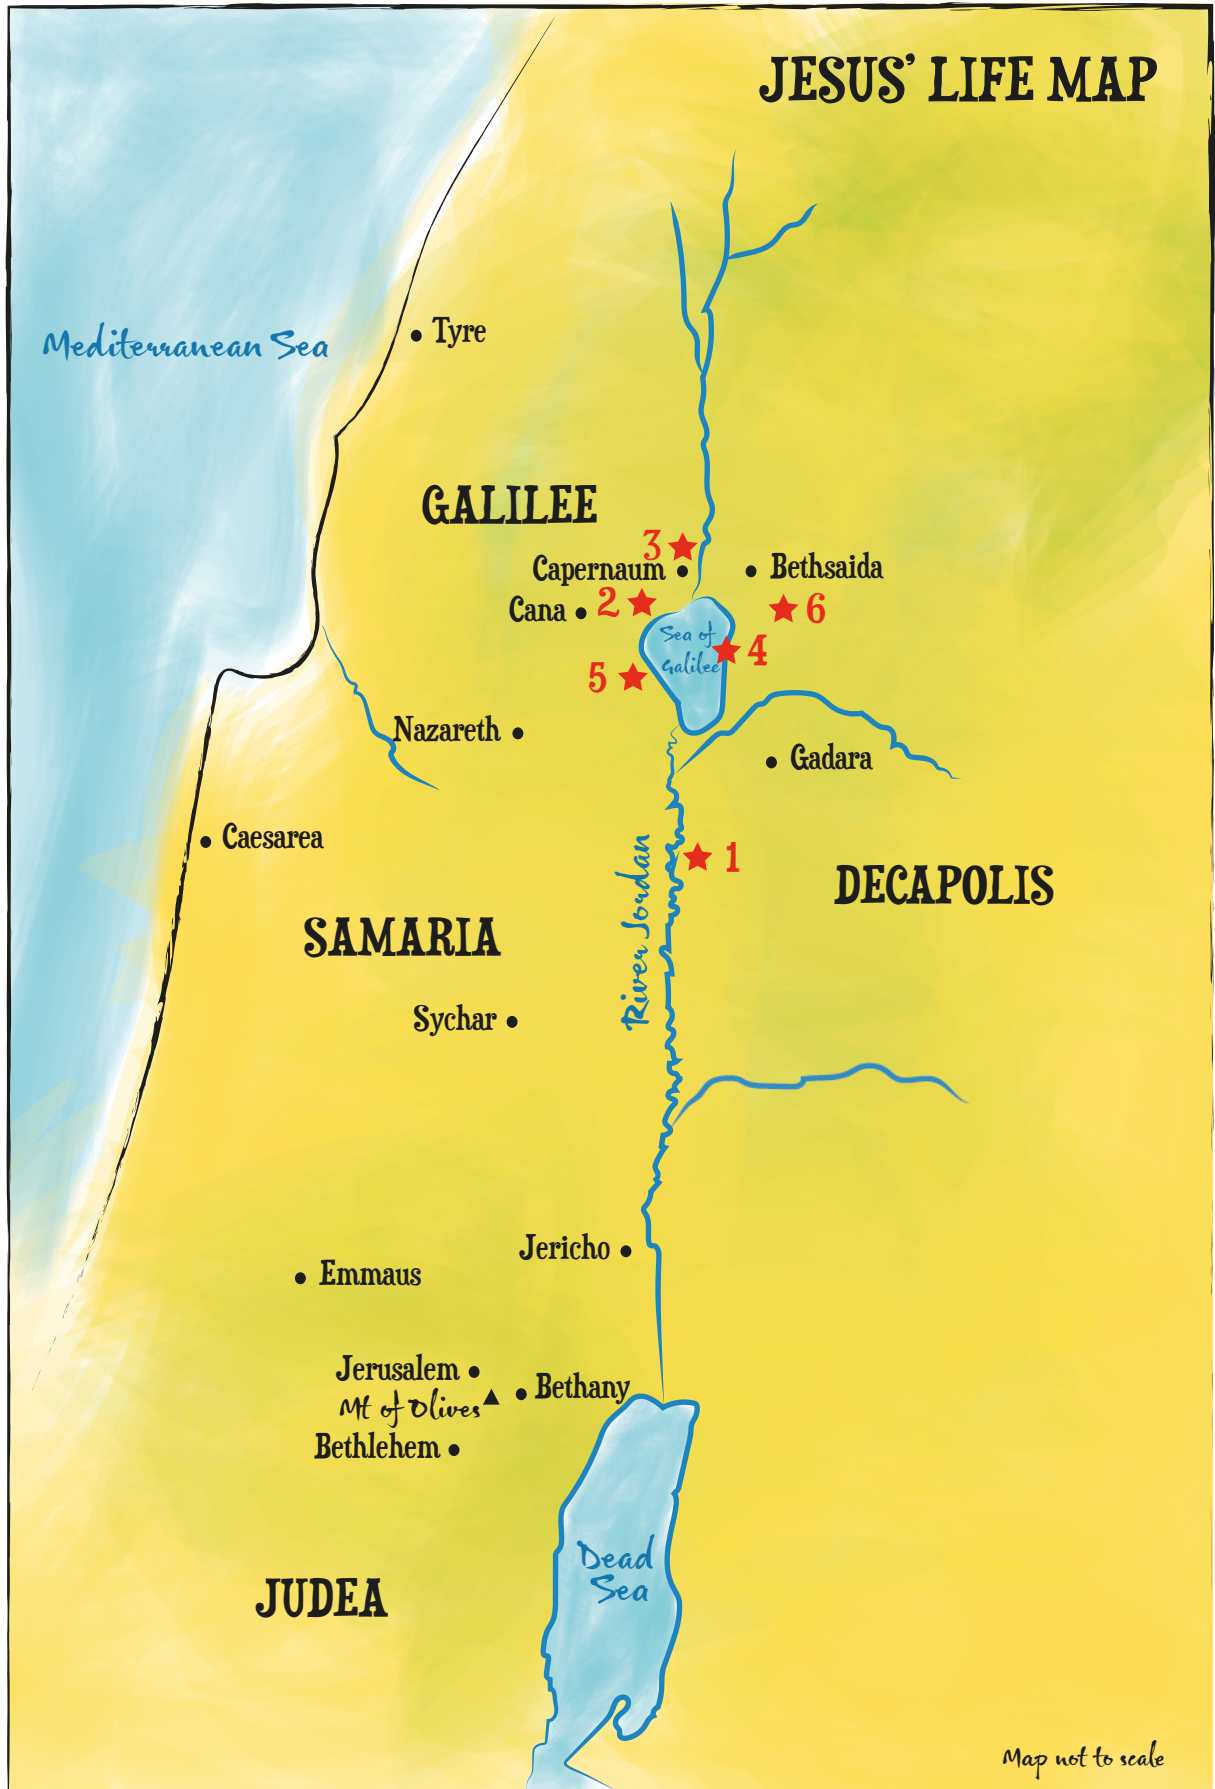 JESUS’ LIFE MAP
Mediterranean Sea
Tyre
GALILEE
3
Capernaum
Bethsaida
Cana
2
6
Sea of
Galilee
4
5
Nazareth
Gadara
Caesarea
1
River Jordan
DECAPOLIS
SAMARIA
Sychar
Jericho
Emmaus
Jerusalem
Mt of Olives
Bethany
Bethlehem
Dead
Sea
JUDEA
Map not to scale